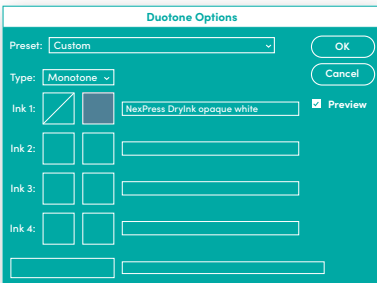 Duotone Options
Preset: Custom
OK
Type: Monotone
Cancel
Ink 1: NexPress DryInk opaque white
Preview
Ink 2:
Ink 3:
Ink 4: